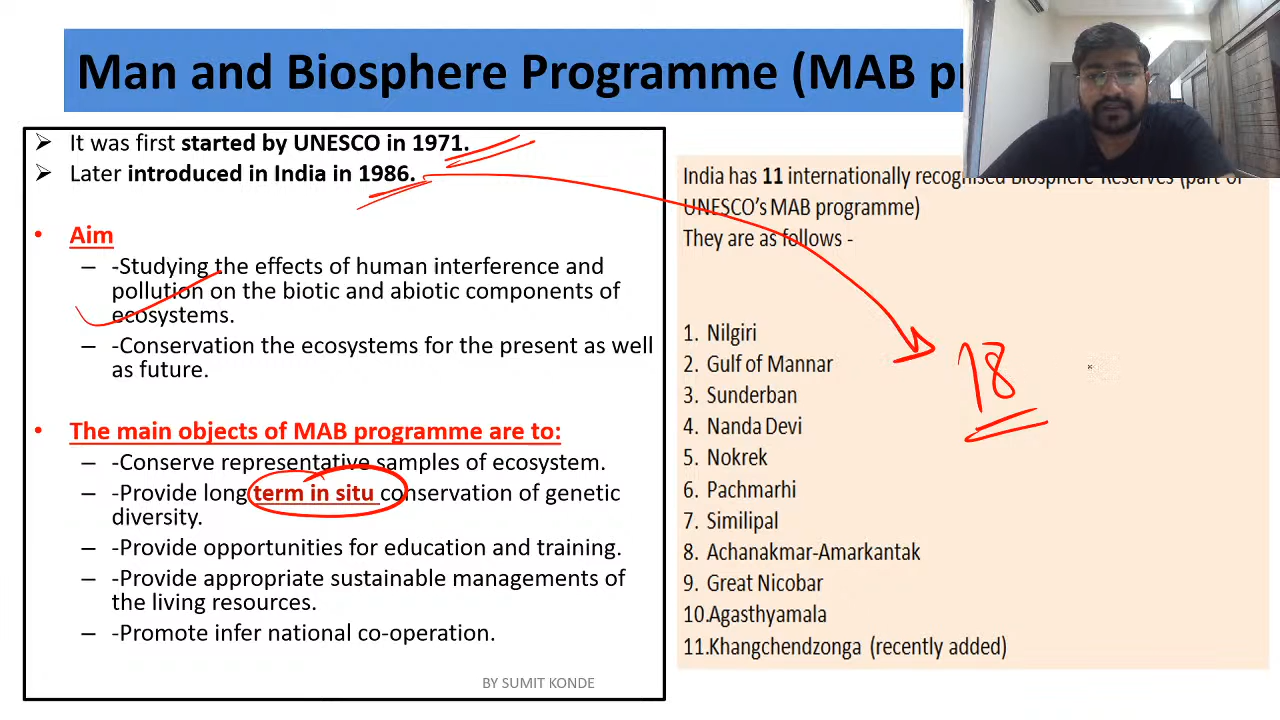 Man and Biosphere Programme (MAB
It was first started by UNESCO in 1971.
Later introduced in India in 1986.
Aim
-Studying the effects of human interference and
pollution on the biotic and abiotic components of
ecosystems.
-Conservation the ecosystems for the present as well
as future.
The main objects of MAB programme are to:
-Conserve representative samples of ecosystem.
-Provide long term in situ conservation of genetic
diversity.
-Provide opportunities for education and training.
-Provide appropriate sustainable managements of
the living resources.
-Promote infer national co-operation.
BY SUMIT KONDE
India has 11 internationally recognised Biosphere Reserves (part of
UNESCO's MAB programme)
They are as follows -
1. Nilgiri
2. Gulf of Mannar
3. Sunderban
4. Nanda Devi
5. Nokrek
6. Pachmarhi
7. Similipal
8. Achanakmar-Amarkantak
9. Great Nicobar
10.Agasthyamala
11.Khangchendzonga (recently added)
18